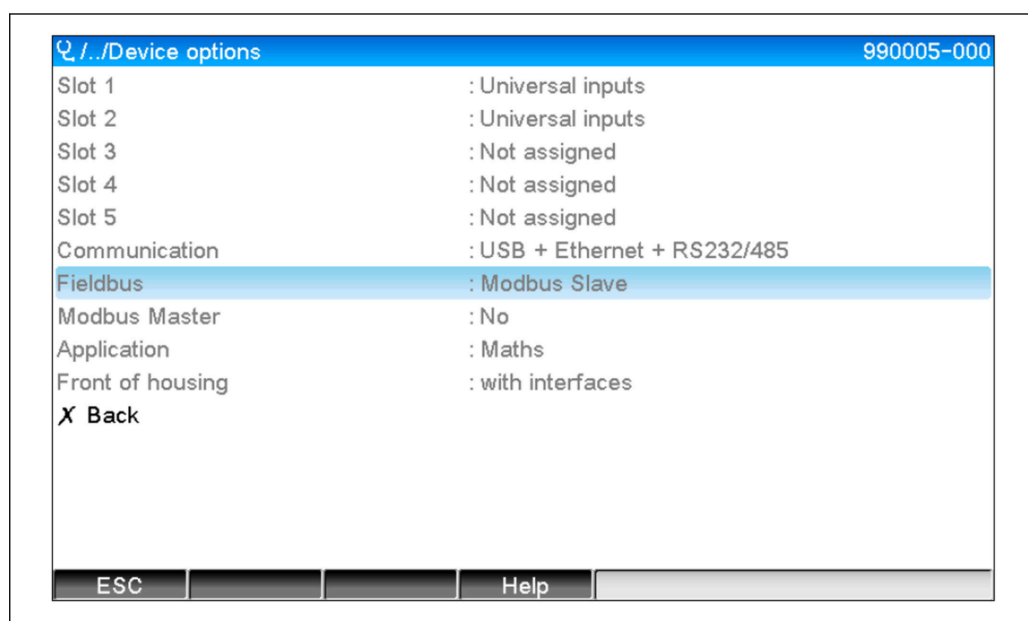 /../Device options 990005-000
Slot 1 : Universal inputs
Slot 2 : Universal inputs
Slot 3 : Not assigned
Slot 4 : Not assigned
Slot 5 : Not assigned
Communication : USB + Ethernet + RS232/485
Fieldbus : Modbus Slave
Modbus Master : No
Application : Maths
Front of housing : with interfaces
X Back
ESC Help